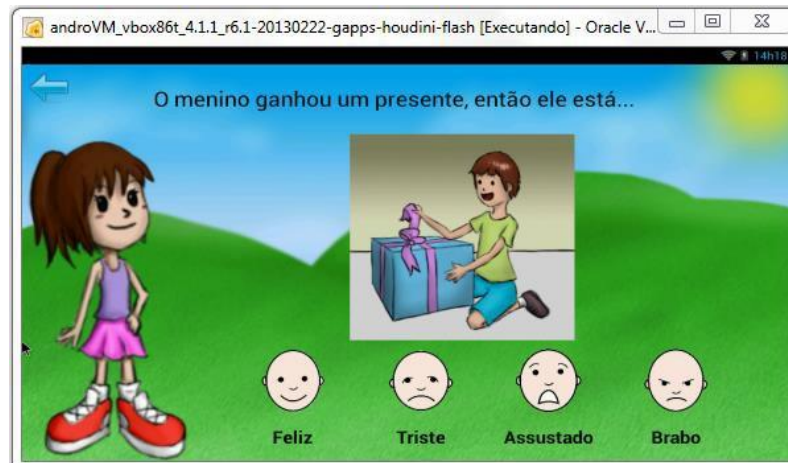 androVM_vbox86t_4.1.1_r6.1-20130222-gapps-houdini-flash [Executando] - Oracle V...
14h18
O menino ganhou um presente, então ele está...
Feliz Triste Assustado Brabo